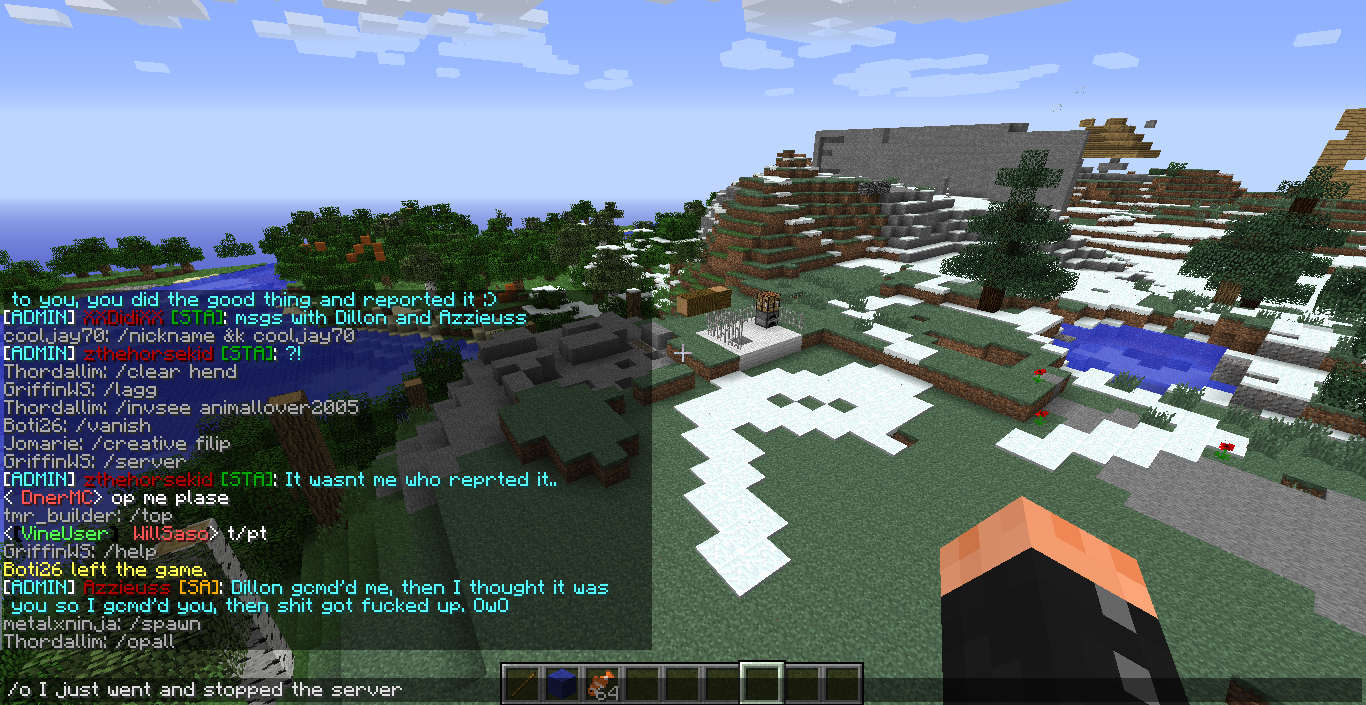 to you, you did the good thing and reported it :)
[ADMIN] XXDidiXX [STA]: msgs with Dillon and Azzieuss
cooljay70: /nickname &k cooljay70
[ADMIN] zthehorsekid [STA]: ?!
Thordallim: /clear hend
GriffinWS: /lagg
Thordallim: /invsee animallover2005
Boti26: /vanish
Jomarie: /creative filip
GriffinWS: /server
[ADMIN] zthehorsekid [STA]: It wasnt me who reprted it..
< DnerMC> op me plase
tmr_builder: /top
<VineUser WillSaso> t/pt
GriffinWS: /help
Boti26 left the game.
[ADMIN] Azzieuss [SA]: Dillon gcmd'd me, then I thought it was
you so I gcmd'd you, then shit got fucked up. OwO
metalxninja: /spawn
Thordallim: /opall
/o I just went and stopped the server
64